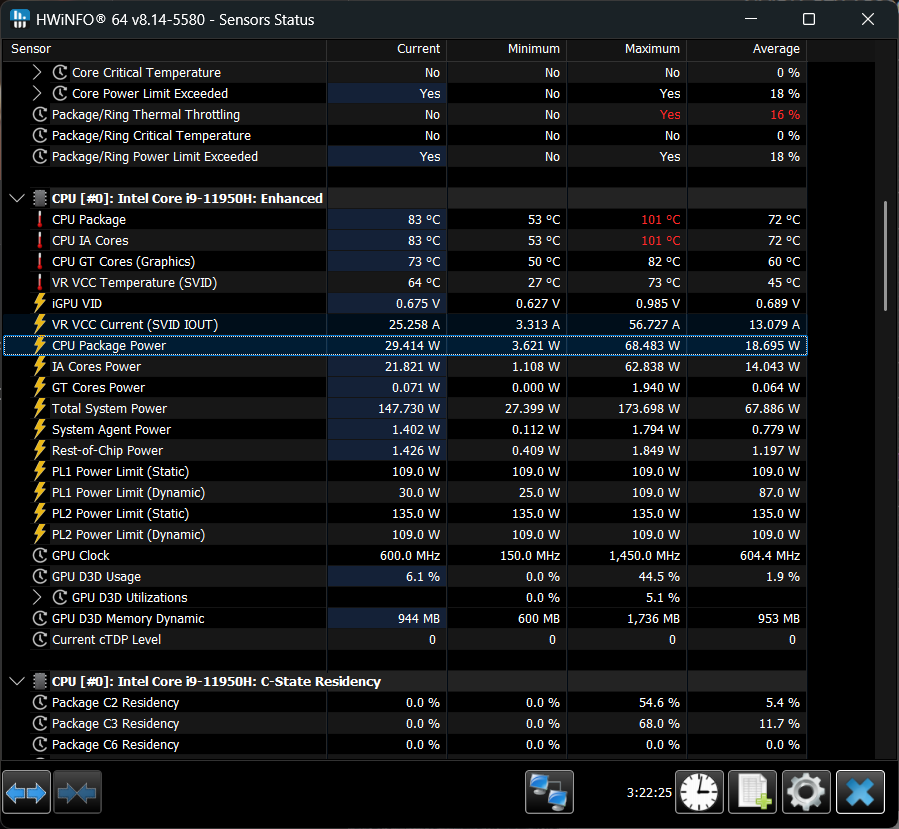 HWiNFO® 64 v8.14-5580 - Sensors Status
Sensor Current Minimum Maximum Average
Core Critical Temperature No No No 0 %
Core Power Limit Exceeded Yes No Yes 18 %
Package/Ring Thermal Throttling No No Yes 16 %
Package/Ring Critical Temperature No No No 0 %
Package/Ring Power Limit Exceeded Yes No Yes 18 %
CPU [#0]: Intel Core i9-11950H: Enhanced
CPU Package 83 °C 53 °C 101 °C 72 °C
CPU IA Cores 83 °C 53 °C 101 °C 72 °C
CPU GT Cores (Graphics) 73 °C 50 °C 82 °C 60 °C
VR VCC Temperature (SVID) 64 °C 27 °C 73 °C 45 °C
iGPU VID 0.675 V 0.627 V 0.985 V 0.689 V
VR VCC Current (SVID IOUT) 25.258 A 3.313 A 56.727 A 13.079 A
CPU Package Power 29.414 W 3.621 W 68.483 W 18.695 W
IA Cores Power 21.821 W 1.108 W 62.838 W 14.043 W
GT Cores Power 0.071 W 0.000 W 1.940 W 0.064 W
Total System Power 147.730 W 27.399 W 173.698 W 67.886 W
System Agent Power 1.402 W 0.112 W 1.794 W 0.779 W
Rest-of-Chip Power 1.426 W 0.409 W 1.849 W 1.197 W
PL1 Power Limit (Static) 109.0 W 109.0 W 109.0 W 109.0 W
PL1 Power Limit (Dynamic) 30.0 W 25.0 W 109.0 W 87.0 W
PL2 Power Limit (Static) 135.0 W 135.0 W 135.0 W 135.0 W
PL2 Power Limit (Dynamic) 109.0 W 109.0 W 109.0 W 109.0 W
GPU Clock 600.0 MHz 150.0 MHz 1,450.0 MHz 604.4 MHz
GPU D3D Usage 6.1 % 0.0 % 44.5 % 1.9 %
GPU D3D Utilizations 0.0 % 5.1 %
GPU D3D Memory Dynamic 944 MB 600 MB 1,736 MB 953 MB
Current cTDP Level 0 0 0 0
CPU [#0]: Intel Core i9-11950H: C-State Residency
Package C2 Residency 0.0 % 0.0 % 54.6 % 5.4 %
Package C3 Residency 0.0 % 0.0 % 68.0 % 11.7 %
Package C6 Residency 0.0 % 0.0 % 0.0 % 0.0 %
3:22:25